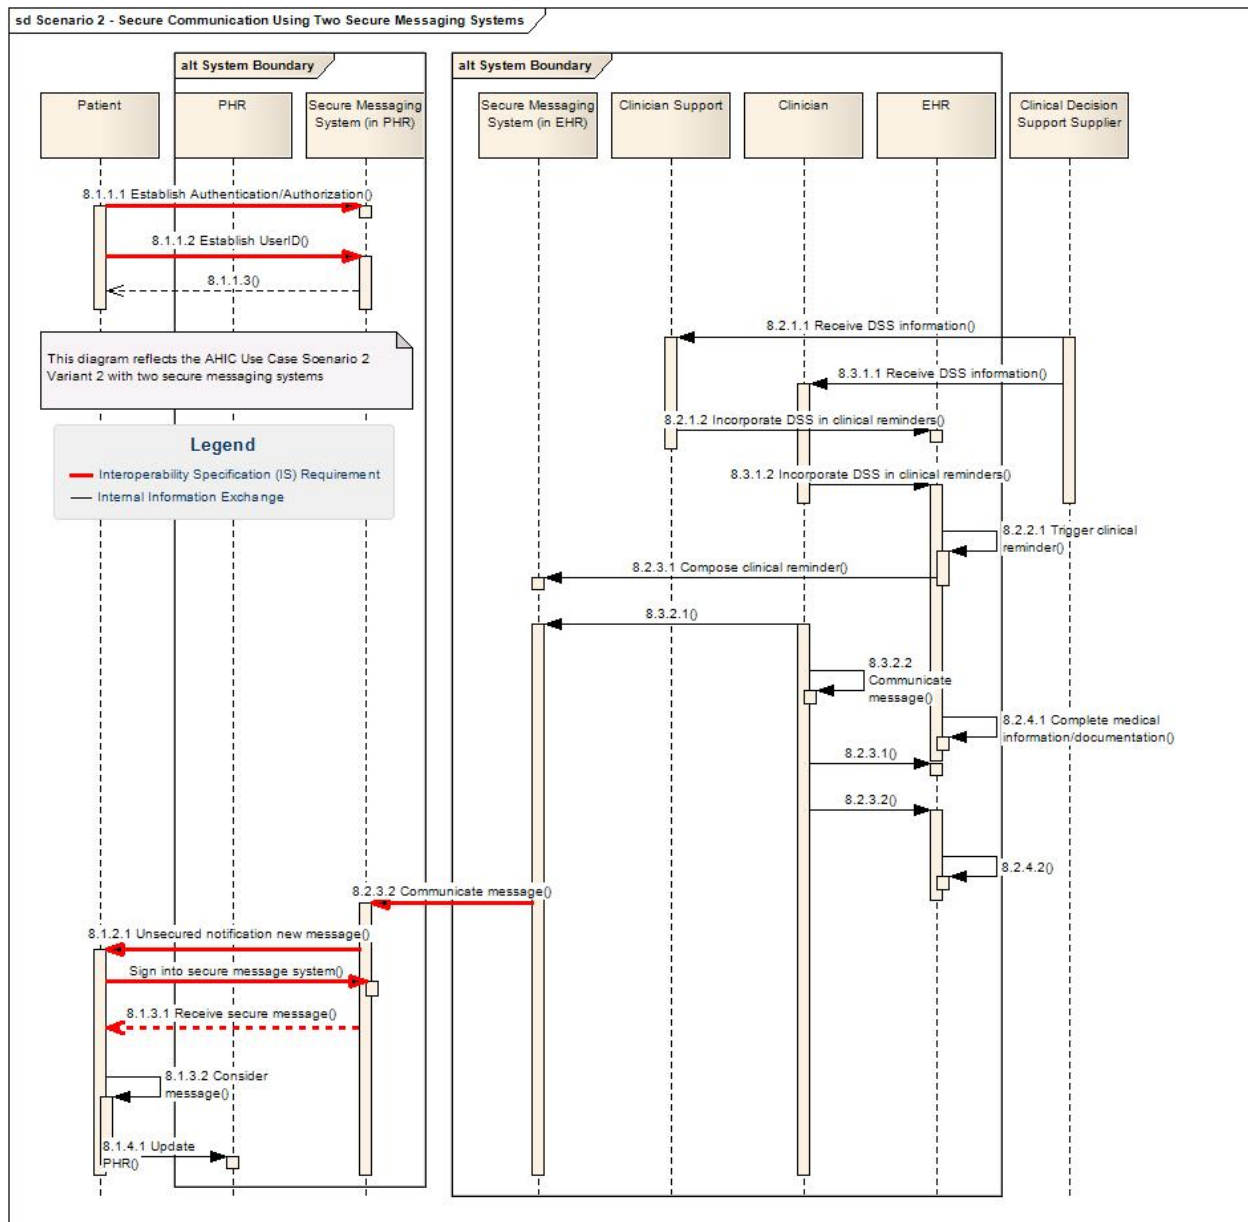 sd Scenario 2 - Secure Communication Using Two Secure Messaging Systems
alt System Boundary
alt System Boundary
Patient
PHR
Secure Messaging
System (in PHR)
Secure Messaging
System (in EHR)
Clinician Support
Clinician
EHR
Clinical Decision
Support Supplier
8.1.1.1 Establish Authentication/Authorization()
8.1.1.2 Establish UserID()
8.1.1.3()
8.2.1.1 Receive DSS information()
This diagram reflects the AHIC Use Case Scenario 2
Variant 2 with two secure messaging systems
8.3.1.1 Receive DSS information()
8.2.1.2 Incorporate DSS in clinical reminders()
Legend
Interoperability Specification (IS) Requirement
Internal Information Exchange
8.3.1.2 Incorporate DSS in clinical reminders()
8.2.2.1 Trigger clinical
reminder()
8.2.3.1 Compose clinical reminder()
8.3.2.1()
8.3.2.2
Communicate
message()
8.2.4.1 Complete medical
information/documentation()
8.2.3.1()
8.2.3.2()
8.2.4.2()
8.2.3.2 Communicate message()
8.1.2.1 Unsecured notification new message()
Sign into secure message system()
8.1.3.1 Receive secure message()
8.1.3.2 Consider
message()
8.1.4.1 Update
PHR()